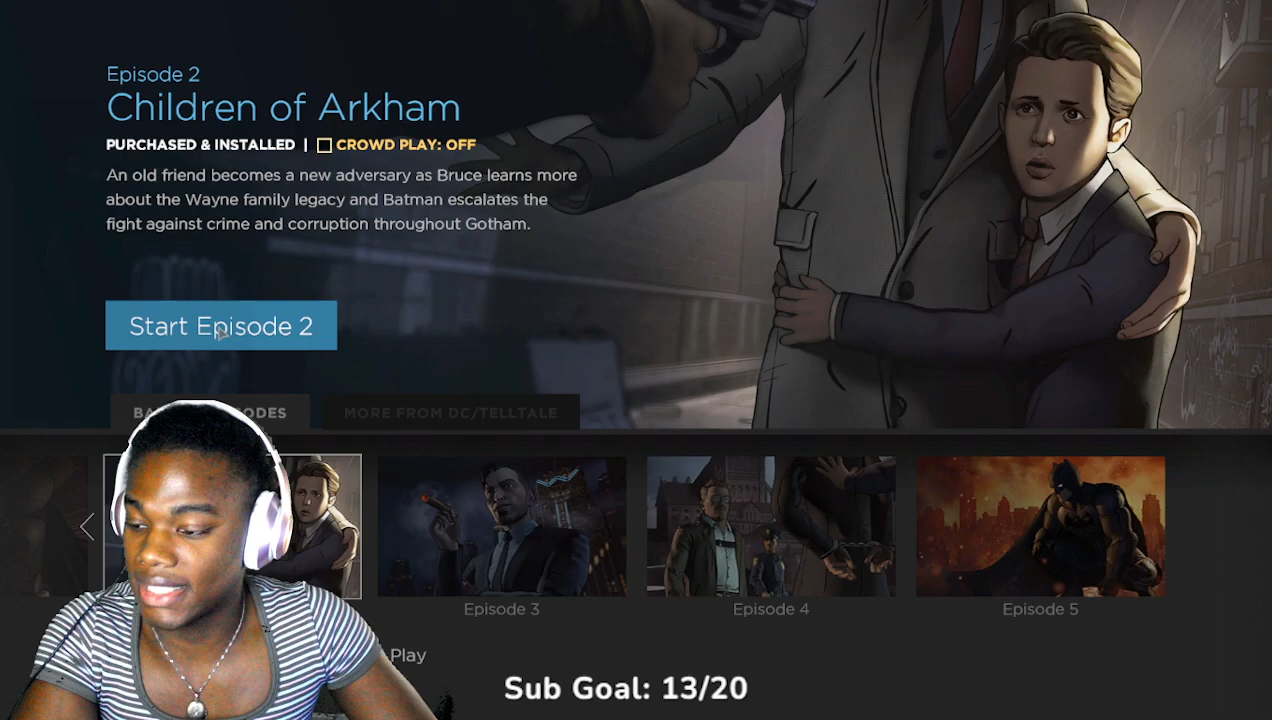 Episode 2
Children of Arkham
PURCHASED & INSTALLED | CROWD PLAY: OFF
An old friend becomes a new adversary as Bruce learns more
about the Wayne family legacy and Batman escalates the
fight against crime and corruption throughout Gotham.
Start Episode 2
MORE FROM DC/TELLTALE
Episode 3
Episode 4
Episode 5
Play
Sub Goal: 13/20